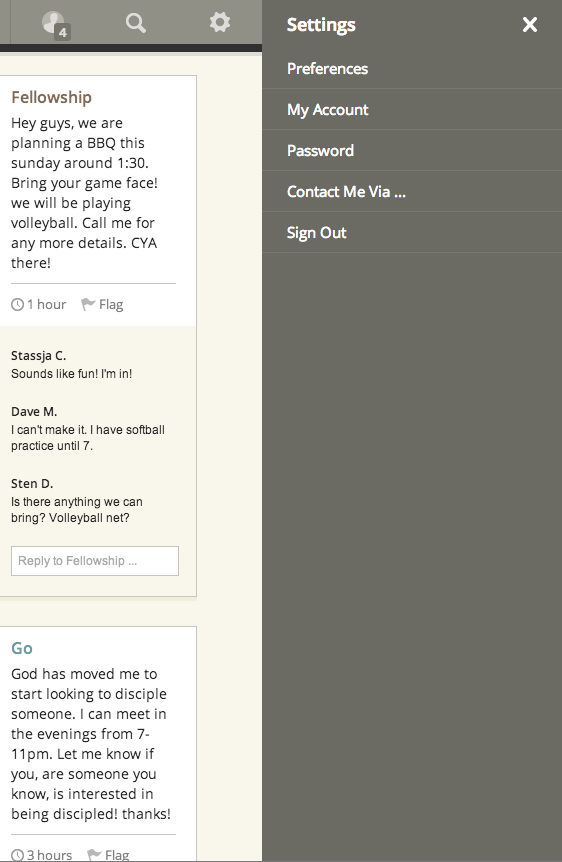 4
Settings
Preferences
My Account
Password
Contact Me Via ...
Sign Out
Fellowship
Hey guys, we are
planning a BBQ this
sunday around 1:30.
Bring your game face!
we will be playing
volleyball. Call me for
any more details. CYA
there!
1 hour Flag
Stassja C.
Sounds like fun! I'm in!
Dave M.
I can't make it. I have softball
practice until 7.
Sten D.
Is there anything we can
bring? Volleyball net?
Reply to Fellowship ...
Go
God has moved me to
start looking to disciple
someone. I can meet in
the evenings from 7-
11pm. Let me know if
you, are someone you
know, is interested in
being discipled! thanks!
3 hours Flag